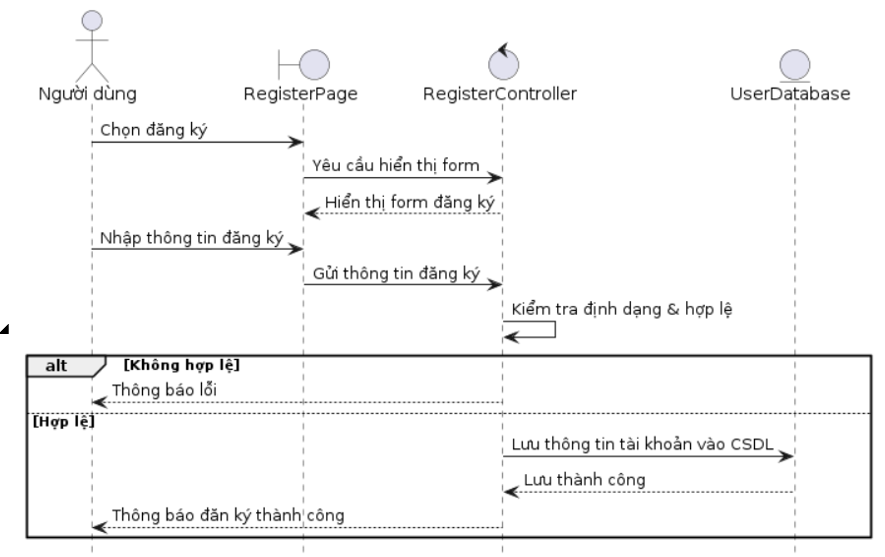 Người dùng
RegisterPage
RegisterController
UserDatabase
Chọn đăng ký
Yêu cầu hiển thị form
Hiển thị form đăng ký
Nhập thông tin đăng ký
Gửi thông tin đăng ký
Kiểm tra định dạng & hợp lệ
alt [Không hợp lệ]
Thông báo lỗi
[Hợp lệ]
Lưu thông tin tài khoản vào CSDL
Lưu thành công
Thông báo đăn ký thành công